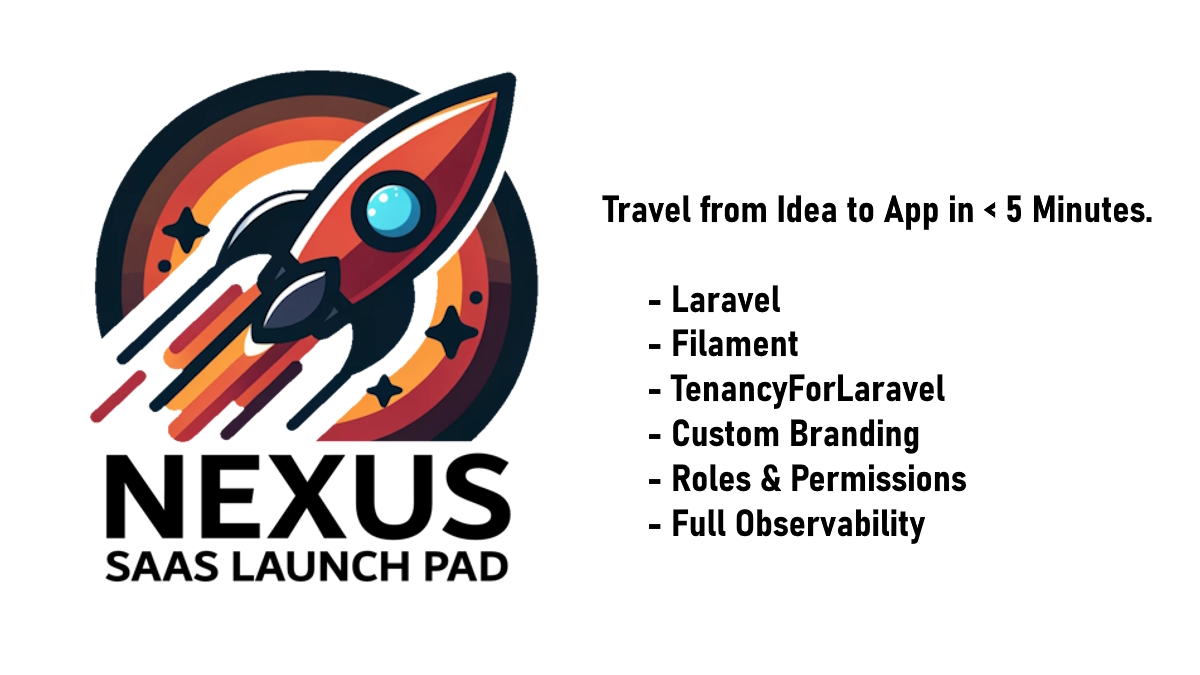 Travel from Idea to App in < 5 Minutes.
- Laravel
- Filament
- TenancyForLaravel
- Custom Branding
- Roles & Permissions
- Full Observability
NEXUS
SAAS LAUNCH PAD